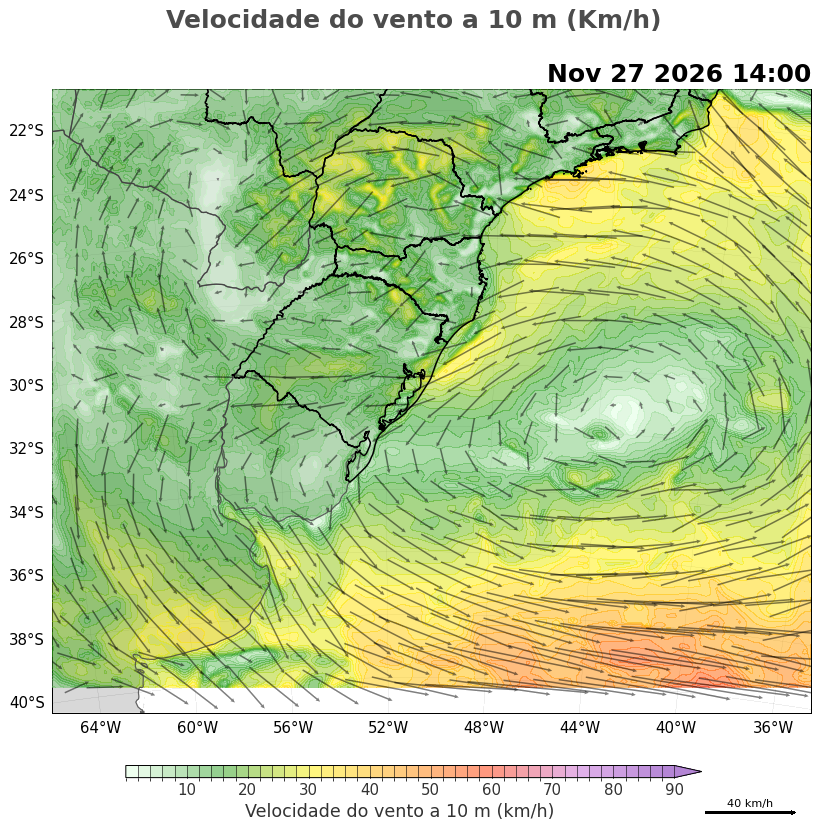 Velocidade do vento a 10 m (Km/h)
Nov 27 2026 14:00
22°S
24°S
26°S
28°S
30°S
32°S
34°S
36°S
38°S
40°S
64°W 60°W 56°W 52°W 48°W 44°W 40°W 36°W
10 20 30 40 50 60 70 80 90
Velocidade do vento a 10 m (km/h)
40 km/h